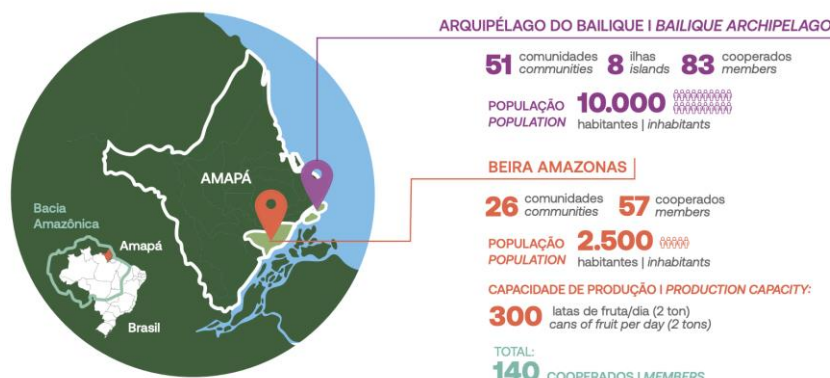 ARQUIPÉLAGO DO BAILIQUE | BAILIQUE ARCHIPELAGO
51 comunidades communities 8 ilhas islands 83 cooperados members
POPULAÇÃO POPULATION 10.000 habitantes | inhabitants
BEIRA AMAZONAS
26 comunidades communities 57 cooperados members
POPULAÇÃO POPULATION 2.500 habitantes | inhabitants
CAPACIDADE DE PRODUÇÃO | PRODUCTION CAPACITY:
300 latas de fruta/dia (2 ton) cans of fruit per day (2 tons)
TOTAL:
140 COOPERADOS | MEMBERS
AMAPÁ
Bacia
Amazônica
Amapá
Brasil